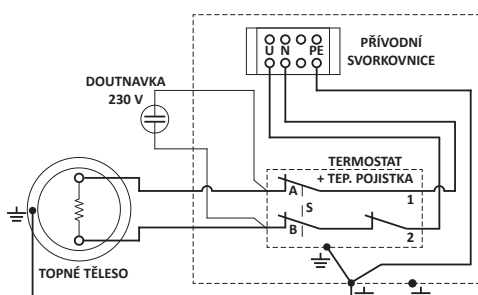 U N PE
PŘÍVODNÍ
SVORKOVNICE
DOUTNAVKA
230 V
TERMOSTAT
+ TEP. POJISTKA
A
1
S
B
2
TOPNÉ TĚLESO